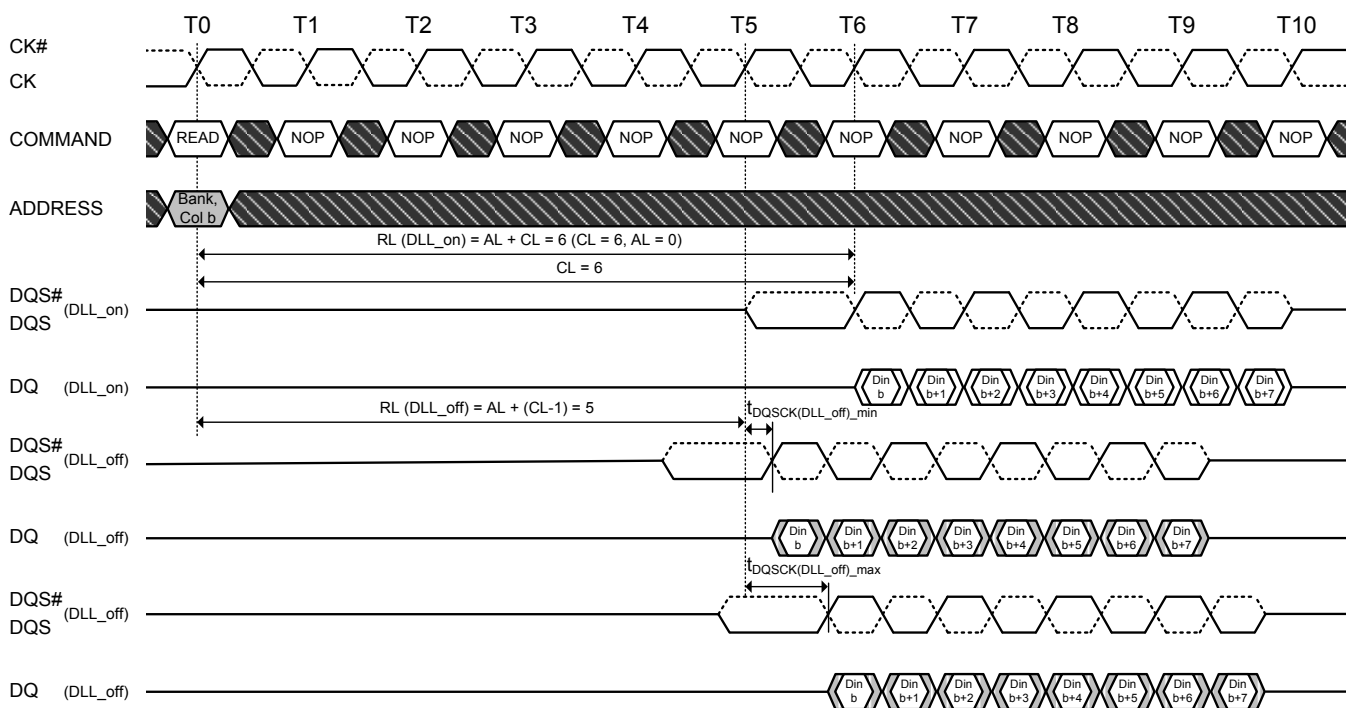 T0 T1 T2 T3 T4 T5 T6 T7 T8 T9 T10
CK#
CK
COMMAND READ NOP NOP NOP NOP NOP NOP NOP NOP NOP NOP
ADDRESS Bank, Col b
RL (DLL_on) = AL + CL = 6 (CL = 6, AL = 0)
CL = 6
DQS# (DLL_on)
DQS
DQ (DLL_on) Din b Din b+1 Din b+2 Din b+3 Din b+4 Din b+5 Din b+6 Din b+7
RL (DLL_off) = AL + (CL-1) = 5 tDQSCK(DLL_off)_min
DQS# (DLL_off)
DQS
DQ (DLL_off) Din b Din b+1 Din b+2 Din b+3 Din b+4 Din b+5 Din b+6 Din b+7
tDQSCK(DLL_off)_max
DQS# (DLL_off)
DQS
DQ (DLL_off) Din b Din b+1 Din b+2 Din b+3 Din b+4 Din b+5 Din b+6 Din b+7